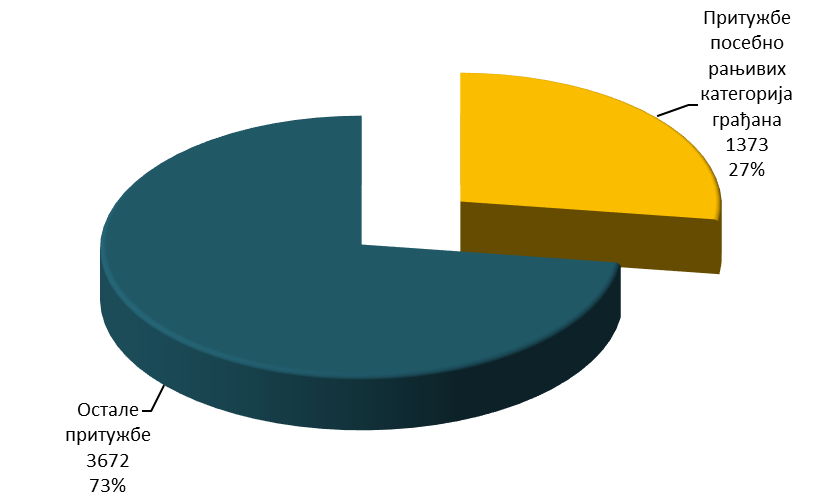 Притужбе
посебно
рањивих
категорија
грађана
1373
27%
Остале
притужбе
3672
73%